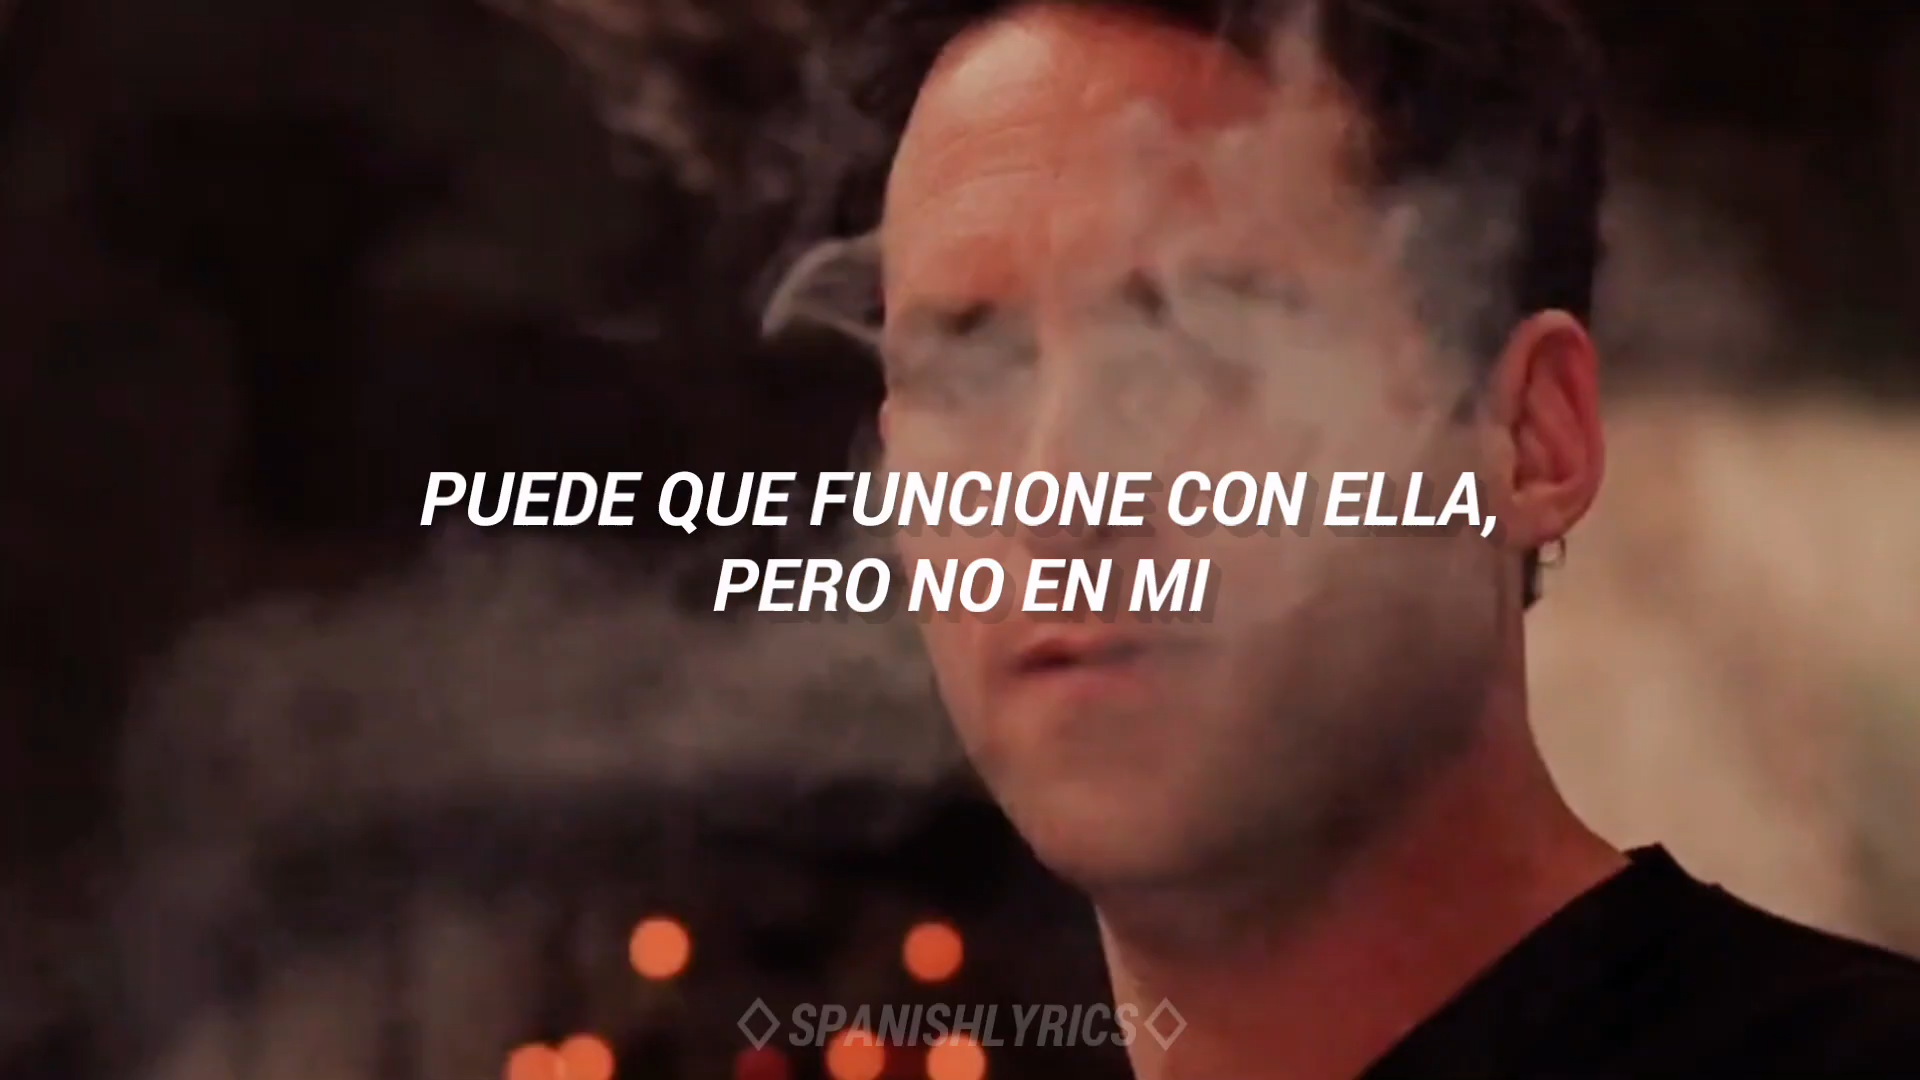 PUEDE QUE FUNCIONE CON ELLA,
PERO NO EN MI
◇SPANISHLYRICS◇